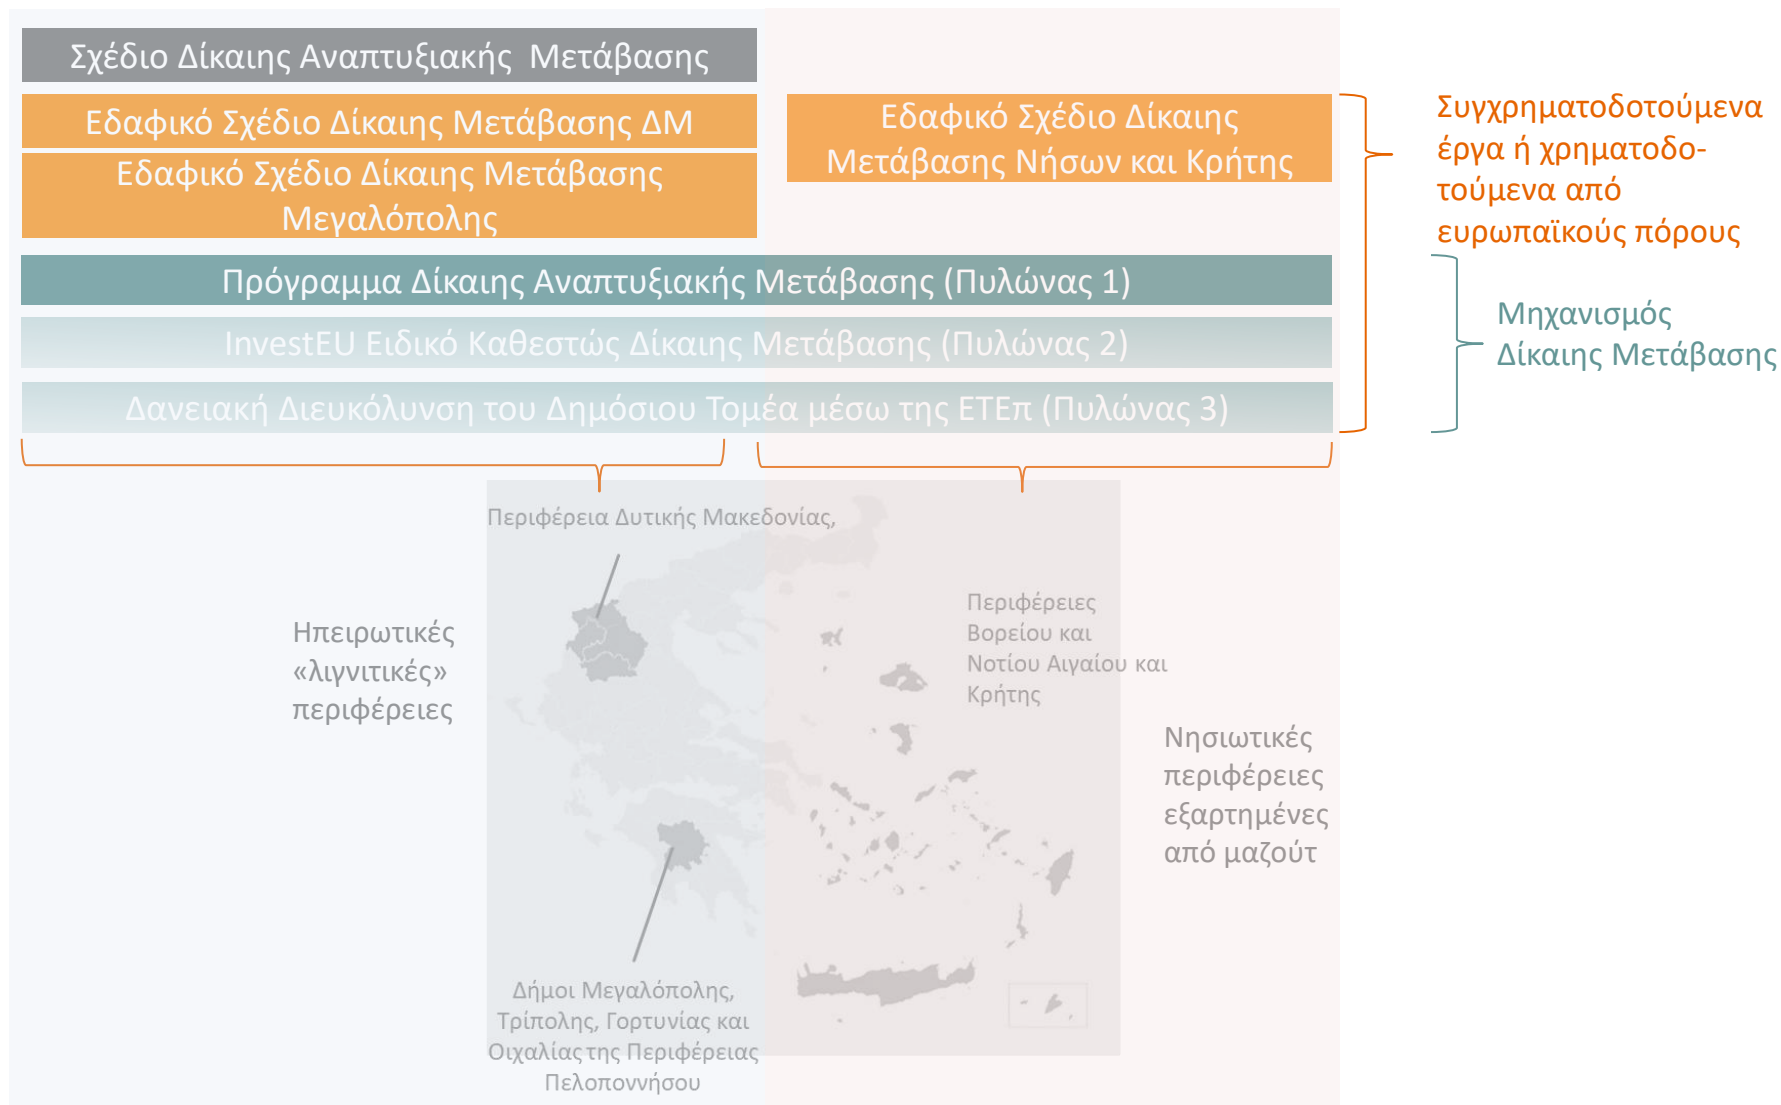 Σχέδιο Δίκαιης Αναπτυξιακής Μετάβασης
Εδαφικό Σχέδιο Δίκαιης Μετάβασης ΔΜ
Εδαφικό Σχέδιο Δίκαιης Μετάβασης
Μεγαλόπολης
Εδαφικό Σχέδιο Δίκαιης
Μετάβασης Νήσων και Κρήτης
Συγχρηματοδοτούμενα
έργα ή χρηματοδο-
τούμενα από
ευρωπαϊκούς πόρους
Πρόγραμμα Δίκαιης Αναπτυξιακής Μετάβασης (Πυλώνας 1)
InvestEU Ειδικό Καθεστώς Δίκαιης Μετάβασης (Πυλώνας 2)
Δανειακή Διευκόλυνση του Δημόσιου Τομέα μέσω της ΕΤΕπ (Πυλώνας 3)
Μηχανισμός
Δίκαιης Μετάβασης
Περιφέρεια Δυτικής Μακεδονίας,
Ηπειρωτικές
«λιγνιτικές»
περιφέρειες
Περιφέρειες
Βορείου και
Νοτίου Αιγαίου και
Κρήτης
Νησιωτικές
περιφέρειες
εξαρτημένες
από μαζούτ
Δήμοι Μεγαλόπολης,
Τρίπολης, Γορτυνίας και
Οιχαλίας της Περιφέρειας
Πελοποννήσου